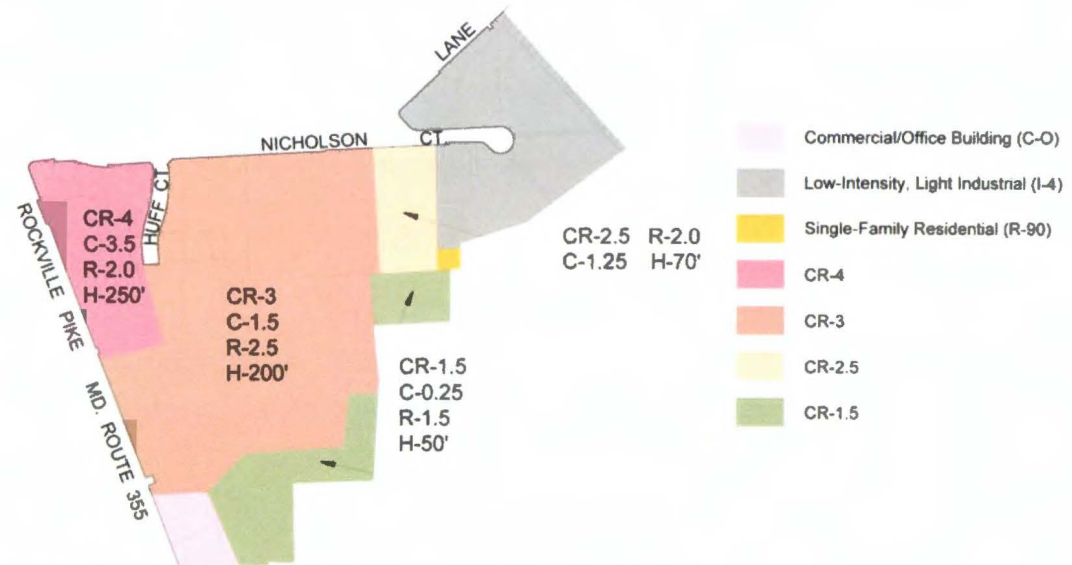 LANE
NICHOLSON CT.
HUFF CT
ROCKVILLE PIKE MD. ROUTE 355
CR-4
C-3.5
R-2.0
H-250'
CR-3
C-1.5
R-2.5
H-200'
CR-2.5 R-2.0
C-1.25 H-70'
CR-1.5
C-0.25
R-1.5
H-50'
Commercial/Office Building (C-O)
Low-Intensity, Light Industrial (I-4)
Single-Family Residential (R-90)
CR-4
CR-3
CR-2.5
CR-1.5